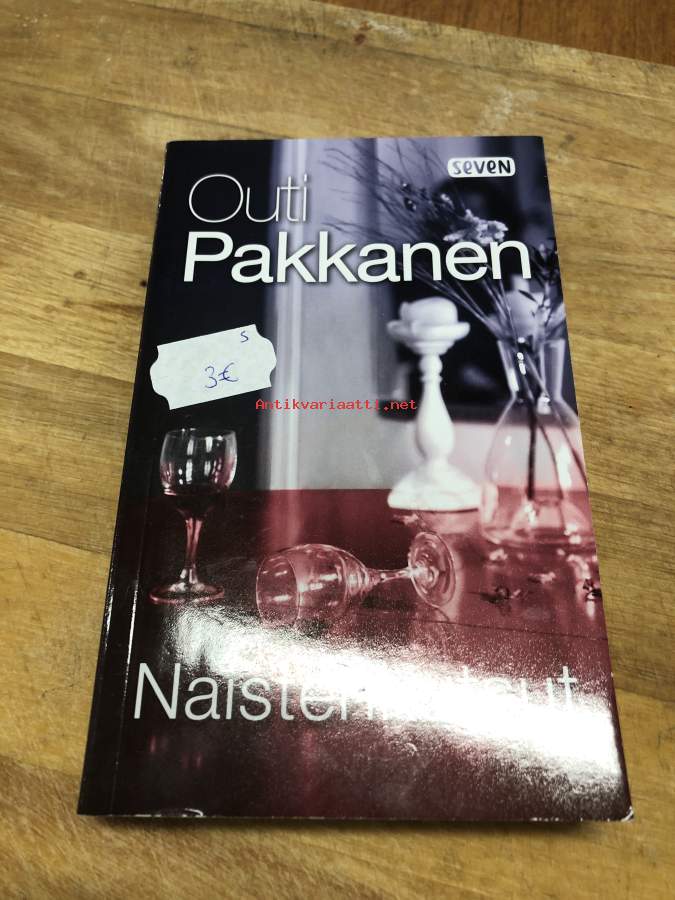 seven
Outi
Pakkanen
s
3€
Antikvariaatti.net